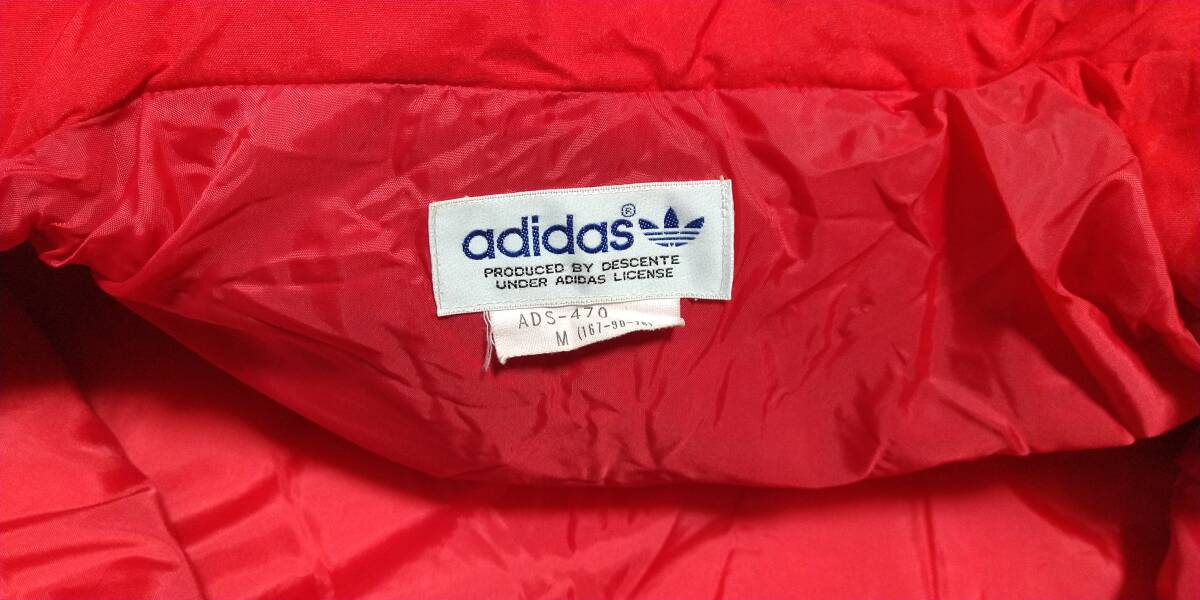 adidas®
PRODUCED BY DESCENTE
UNDER ADIDAS LICENSE
ADS-470
M